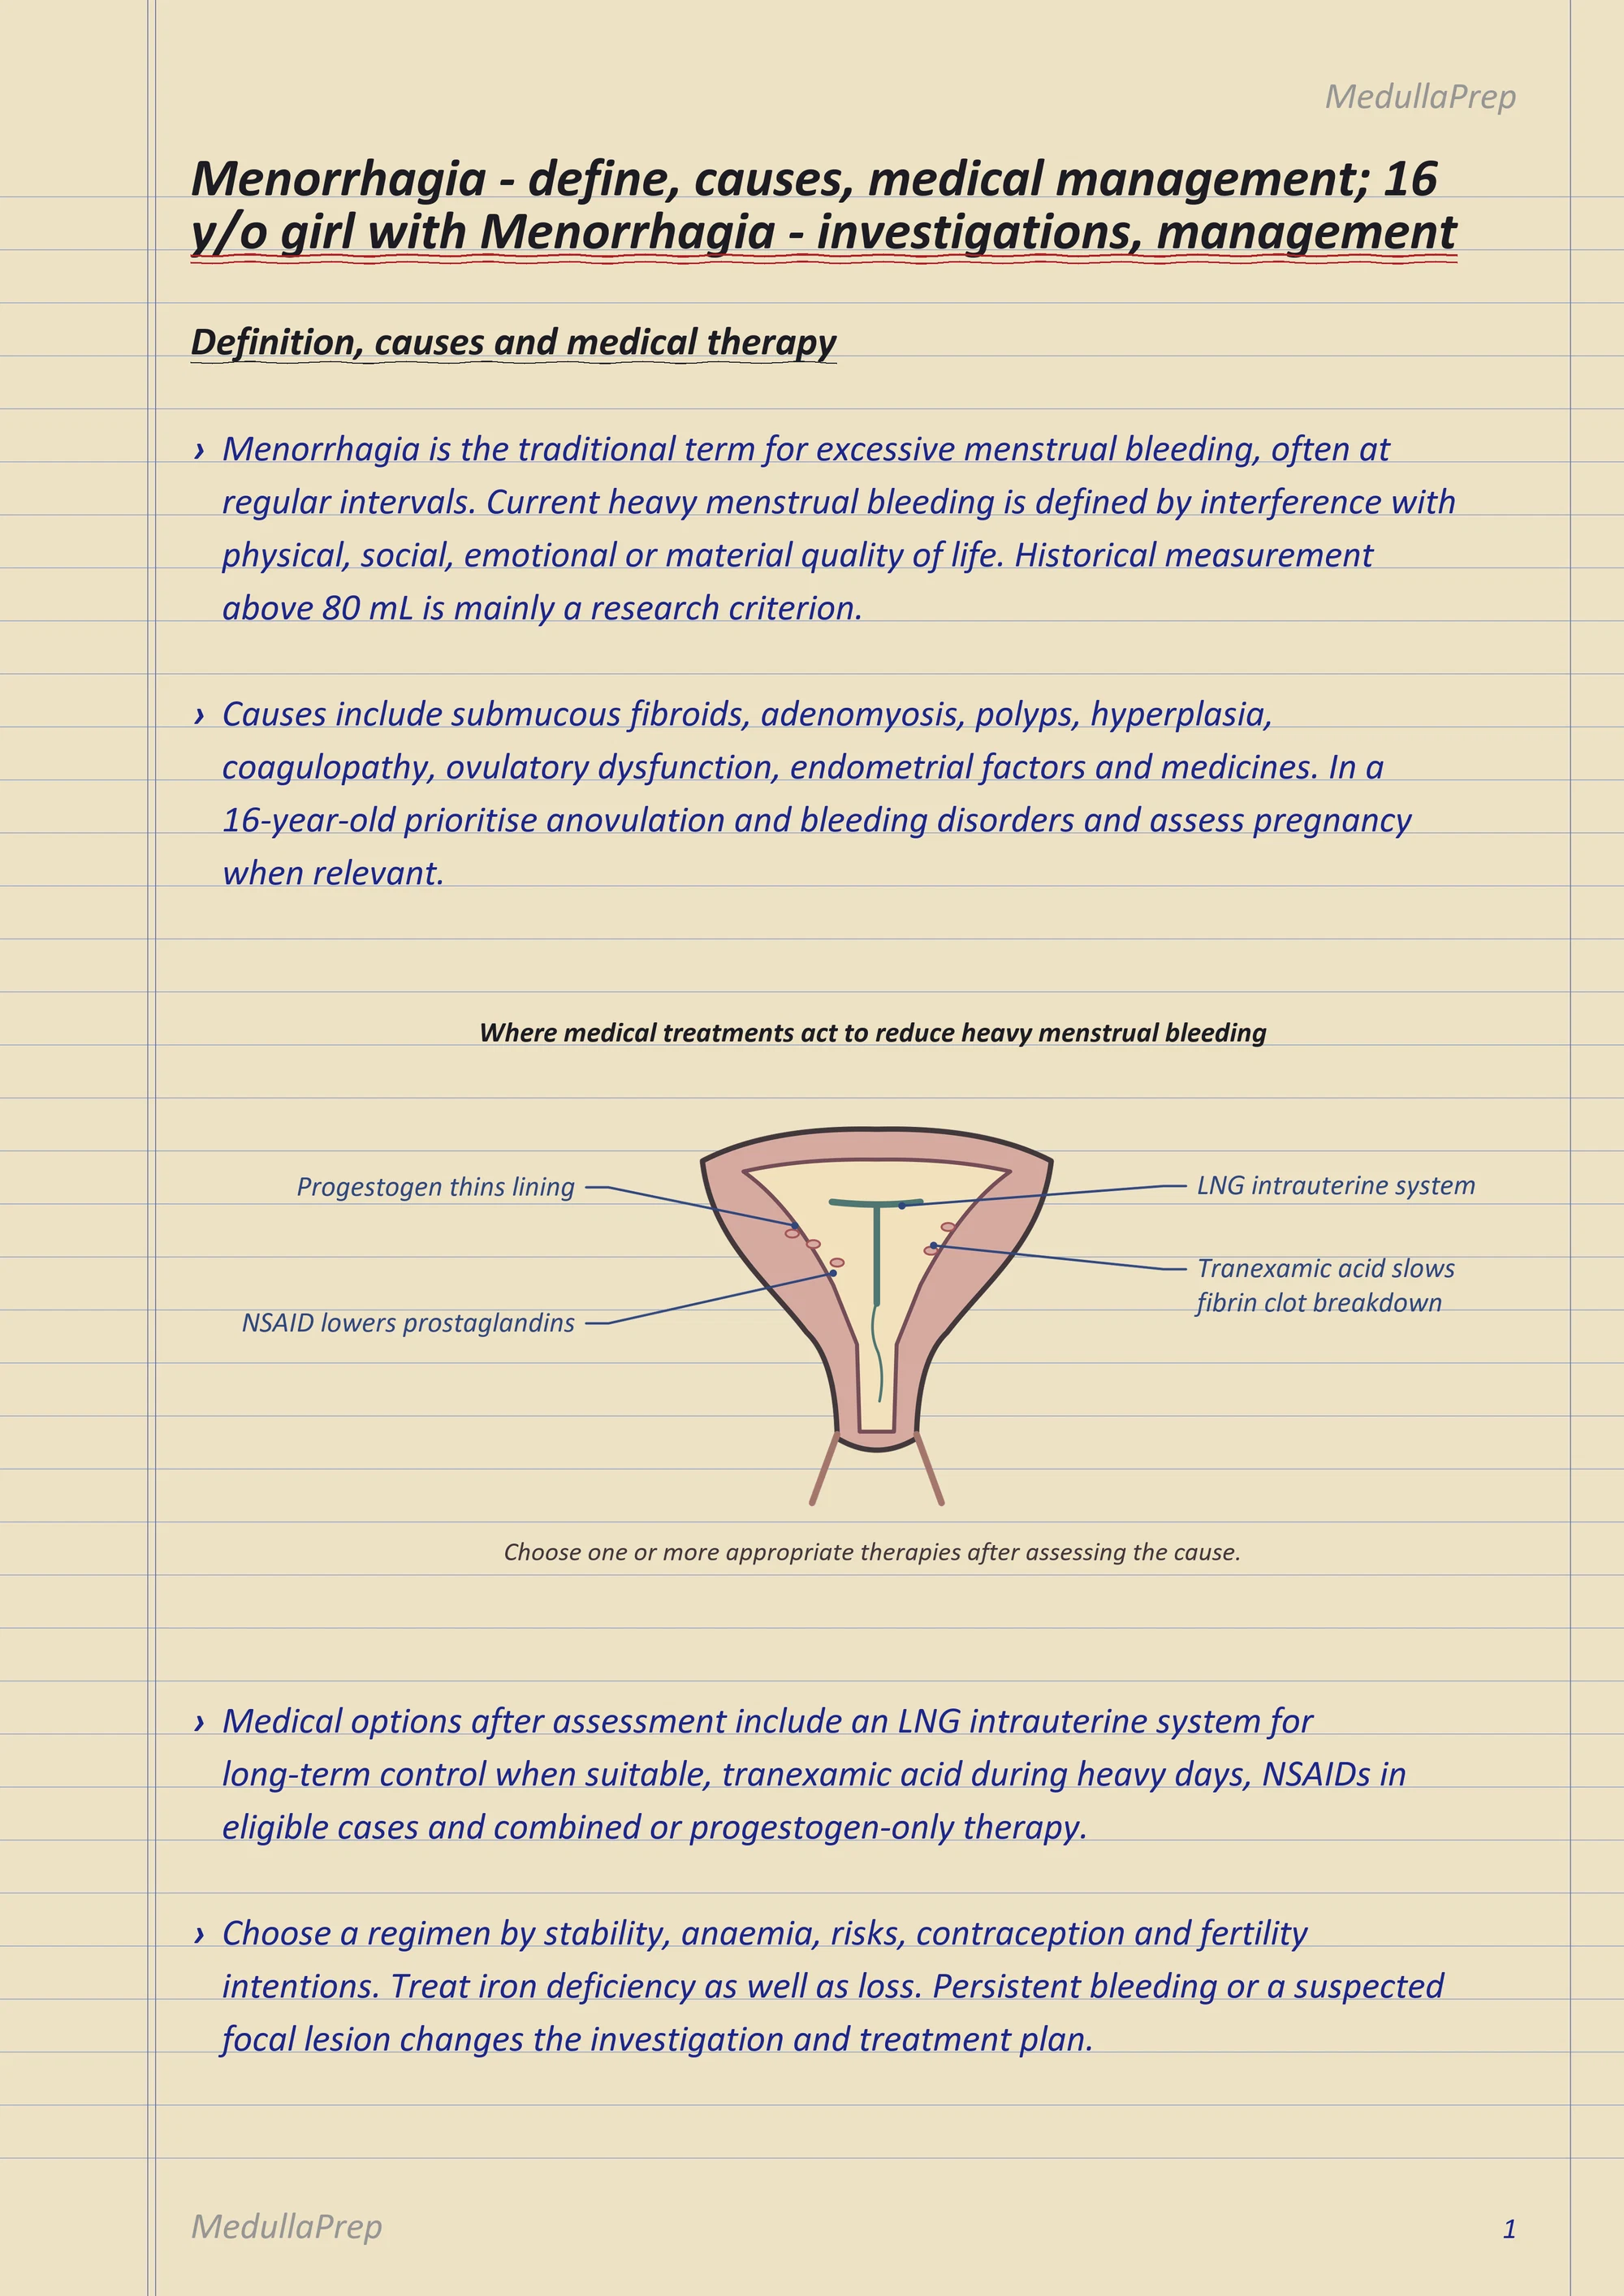 MedullaPrep
Menorrhagia - define, causes, medical management; 16
y/o girl with Menorrhagia - investigations, management
Definition, causes and medical therapy
› Menorrhagia is the traditional term for excessive menstrual bleeding, often at
regular intervals. Current heavy menstrual bleeding is defined by interference with
physical, social, emotional or material quality of life. Historical measurement
above 80 mL is mainly a research criterion.
› Causes include submucous fibroids, adenomyosis, polyps, hyperplasia,
coagulopathy, ovulatory dysfunction, endometrial factors and medicines. In a
16-year-old prioritise anovulation and bleeding disorders and assess pregnancy
when relevant.
Where medical treatments act to reduce heavy menstrual bleeding
Progestogen thins lining
NSAID lowers prostaglandins
LNG intrauterine system
Tranexamic acid slows
fibrin clot breakdown
Choose one or more appropriate therapies after assessing the cause.
› Medical options after assessment include an LNG intrauterine system for
long-term control when suitable, tranexamic acid during heavy days, NSAIDs in
eligible cases and combined or progestogen-only therapy.
› Choose a regimen by stability, anaemia, risks, contraception and fertility
intentions. Treat iron deficiency as well as loss. Persistent bleeding or a suspected
focal lesion changes the investigation and treatment plan.
MedullaPrep
1